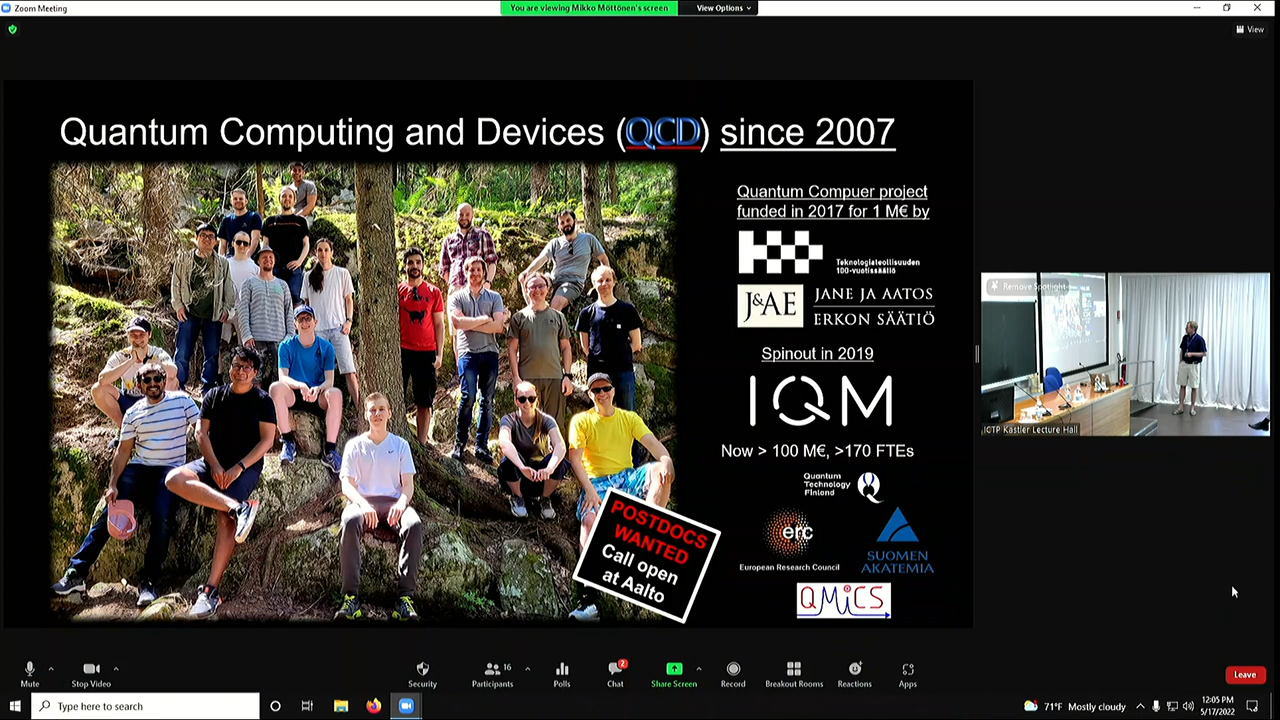 Zoom Meeting
You are viewing Mikko Möttönen's screen
View Options
View
Quantum Computing and Devices (QCD) since 2007
Quantum Compuer project
funded in 2017 for 1 M€ by
Teknologiateollisuuden
100-vuotissäätiö
J&AE
JANE JA AATOS
ERKON SÄÄTIÖ
Spinout in 2019
IQM
Now > 100 M€, >170 FTEs
Quantum
Technology
Finland
Q
erc
European Research Council
SUOMEN
AKATEMIA
QMiCS
POSTDOCS
WANTED
Call open
at Aalto
Remove Spotlight
ICTP Kastler Lecture Hall
Mute
Stop Video
Security
Participants
16
Polls
Chat
2
Share Screen
Record
Breakout Rooms
Reactions
Apps
Leave
Type here to search
71°F Mostly cloudy
12:05 PM
5/17/2022